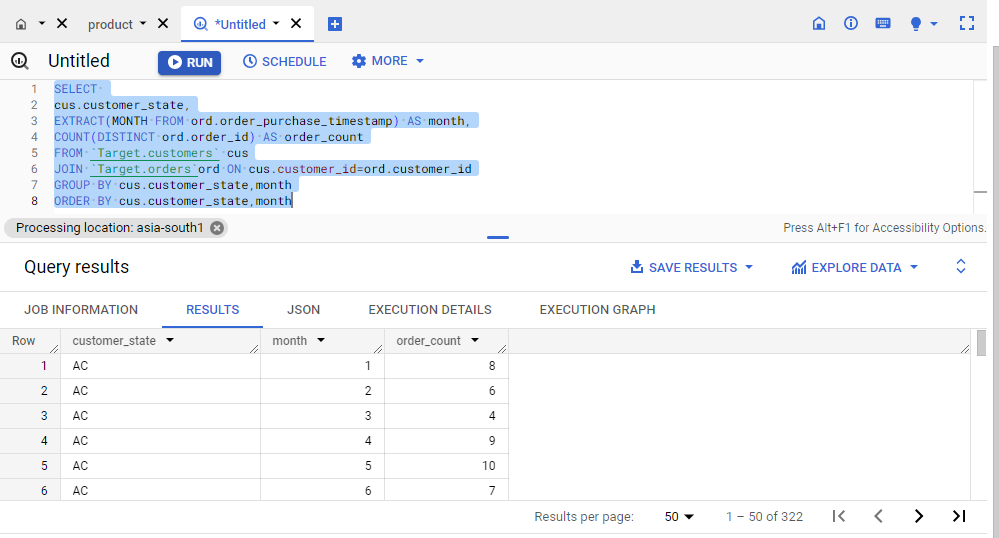 product
*Untitled
Untitled RUN SCHEDULE MORE
1 SELECT
2 cus.customer_state,
3 EXTRACT(MONTH FROM ord.order_purchase_timestamp) AS month,
4 COUNT(DISTINCT ord.order_id) AS order_count
5 FROM `Target.customers` cus
6 JOIN `Target.orders`ord ON cus.customer_id=ord.customer_id
7 GROUP BY cus.customer_state,month
8 ORDER BY cus.customer_state,month
Processing location: asia-south1 Press Alt+F1 for Accessibility Options.
Query results SAVE RESULTS EXPLORE DATA
JOB INFORMATION RESULTS JSON EXECUTION DETAILS EXECUTION GRAPH
Row customer_state month order_count
1 AC 1 8
2 AC 2 6
3 AC 3 4
4 AC 4 9
5 AC 5 10
6 AC 6 7
Results per page: 50 1 – 50 of 322